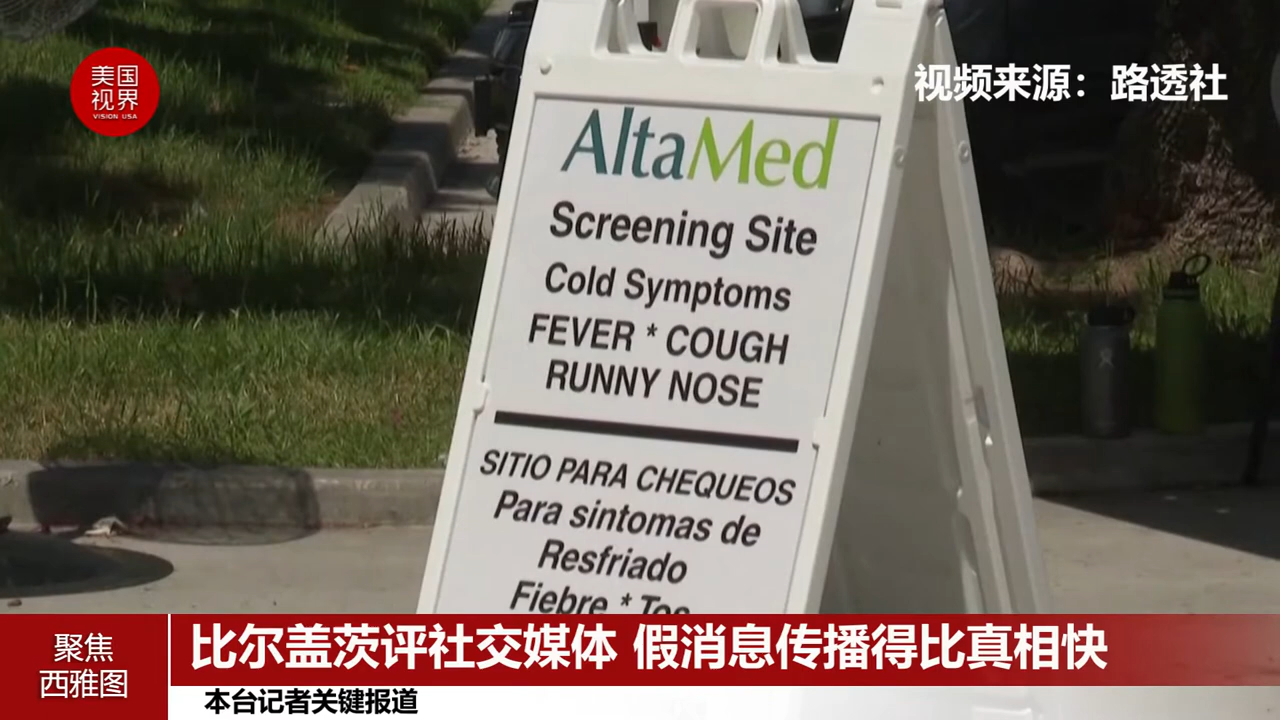 美国
视界
VISION USA
视频来源：路透社
AltaMed
Screening Site
Cold Symptoms
FEVER * COUGH
RUNNY NOSE
SITIO PARA CHEQUEOS
Para sintomas de
Resfriado
Fiebre * Tos
聚焦
西雅图
比尔盖茨评社交媒体 假消息传播得比真相快
本台记者关键报道